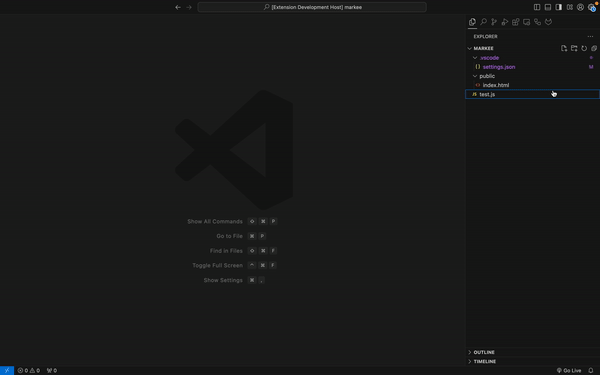 [Extension Development Host] markee
EXPLORER
MARKEE
.vscode
{} settings.json M
public
<> index.html
JS test.js
Show All Commands ⇧ ⌘ P
Go to File ⌘ P
Find in Files ⇧ ⌘ F
Toggle Full Screen ⌃ ⌘ F
Show Settings ⌘ ,
OUTLINE
TIMELINE
0 0 0
Go Live